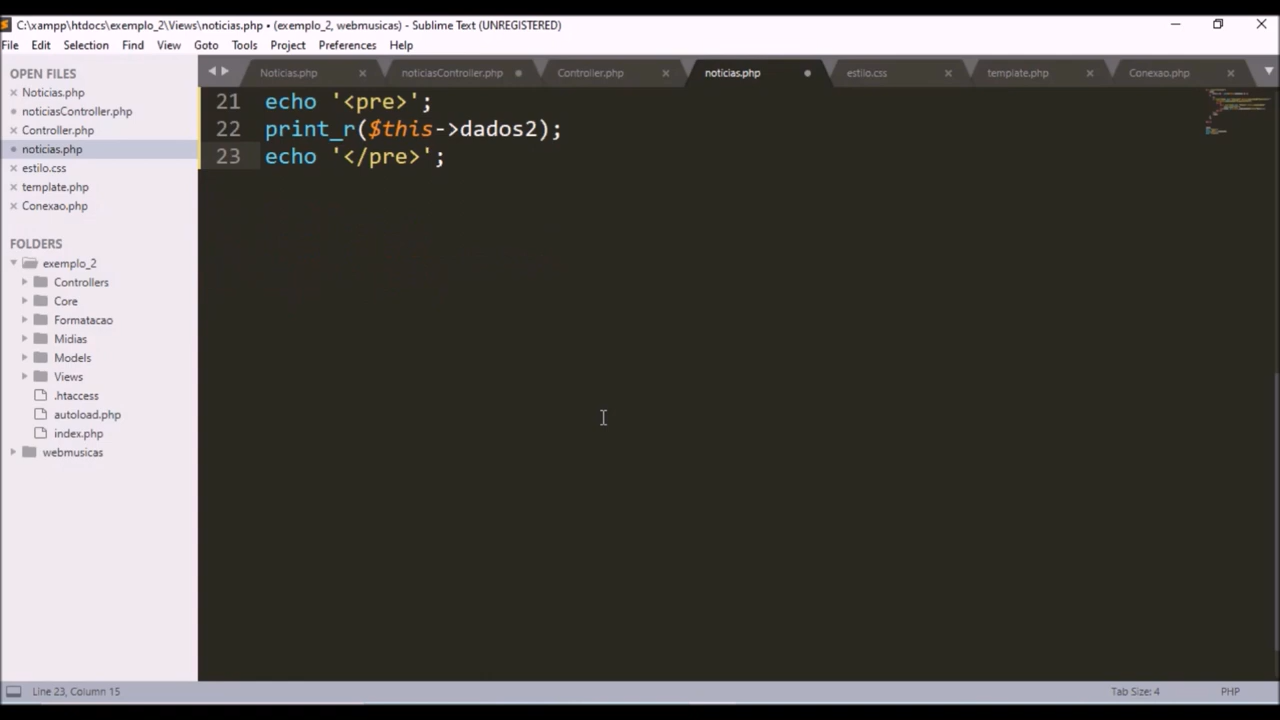 C:\xampp\htdocs\exemplo_2\Views\noticias.php • (exemplo_2, webmusicas) - Sublime Text (UNREGISTERED)
File Edit Selection Find View Goto Tools Project Preferences Help
OPEN FILES
Noticias.php
noticiasController.php
Controller.php
noticias.php
estilo.css
template.php
Conexao.php
FOLDERS
exemplo_2
Controllers
Core
Formatacao
Midias
Models
Views
.htaccess
autoload.php
index.php
webmusicas
Noticias.php noticiasController.php Controller.php noticias.php estilo.css template.php Conexao.php
21 echo '<pre>';
22 print_r($this->dados2);
23 echo '</pre>';
Line 23, Column 15
Tab Size: 4
PHP